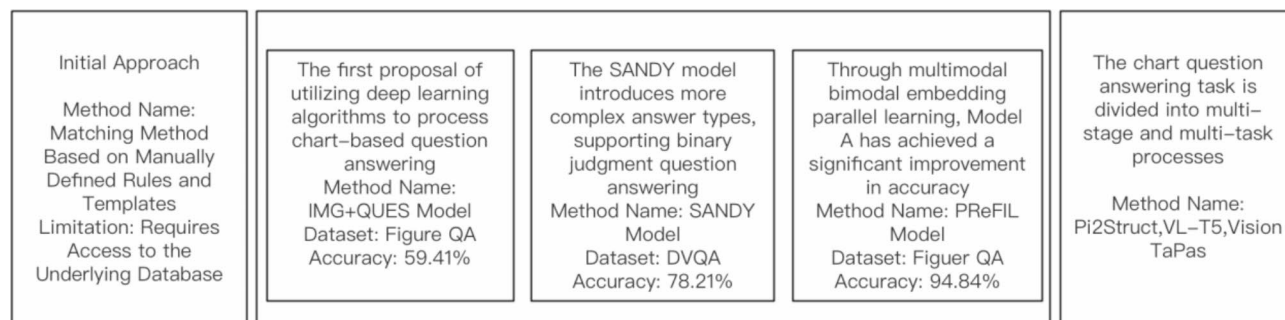 Initial Approach
Method Name:
Matching Method
Based on Manually
Defined Rules and
Templates
Limitation: Requires
Access to the
Underlying Database
The first proposal of
utilizing deep learning
algorithms to process
chart-based question
answering
Method Name:
IMG+QUES Model
Dataset: Figure QA
Accuracy: 59.41%
The SANDY model
introduces more
complex answer types,
supporting binary
judgment question
answering
Method Name: SANDY
Model
Dataset: DVQA
Accuracy: 78.21%
Through multimodal
bimodal embedding
parallel learning, Model
A has achieved a
significant improvement
in accuracy
Method Name: PReFIL
Model
Dataset: Figuer QA
Accuracy: 94.84%
The chart question
answering task is
divided into multi-
stage and multi-task
processes
Method Name:
Pi2Struct,VL-T5,Vision
TaPas